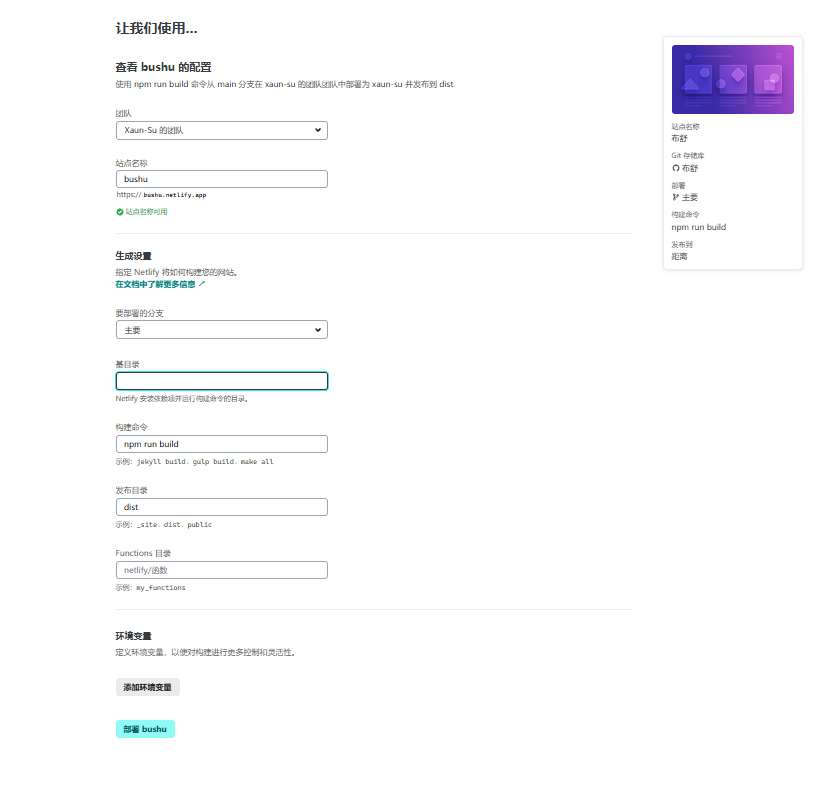 让我们使用...
查看 bushu 的配置
使用 npm run build 命令从 main 分支在 xaun-su 的团队团队中部署为 xaun-su 并发布到 dist
团队
Xaun-Su 的团队
站点名称
bushu
https:// bushu.netlify.app
站点名称可用
生成设置
指定 Netlify 将如何构建您的网站。
在文档中了解更多信息 ↗
要部署的分支
主要
基目录
Netlify 安装依赖项并运行构建命令的目录。
构建命令
npm run build
示例：jekyll build、gulp build、make all
发布目录
dist
示例：_site、dist、public
Functions 目录
netlify/函数
示例：my_functions
环境变量
定义环境变量，以便对构建进行更多控制和灵活性。
添加环境变量
部署 bushu
站点名称
布舒
Git 存储库
布舒
部署
主要
构建命令
npm run build
发布到
距离